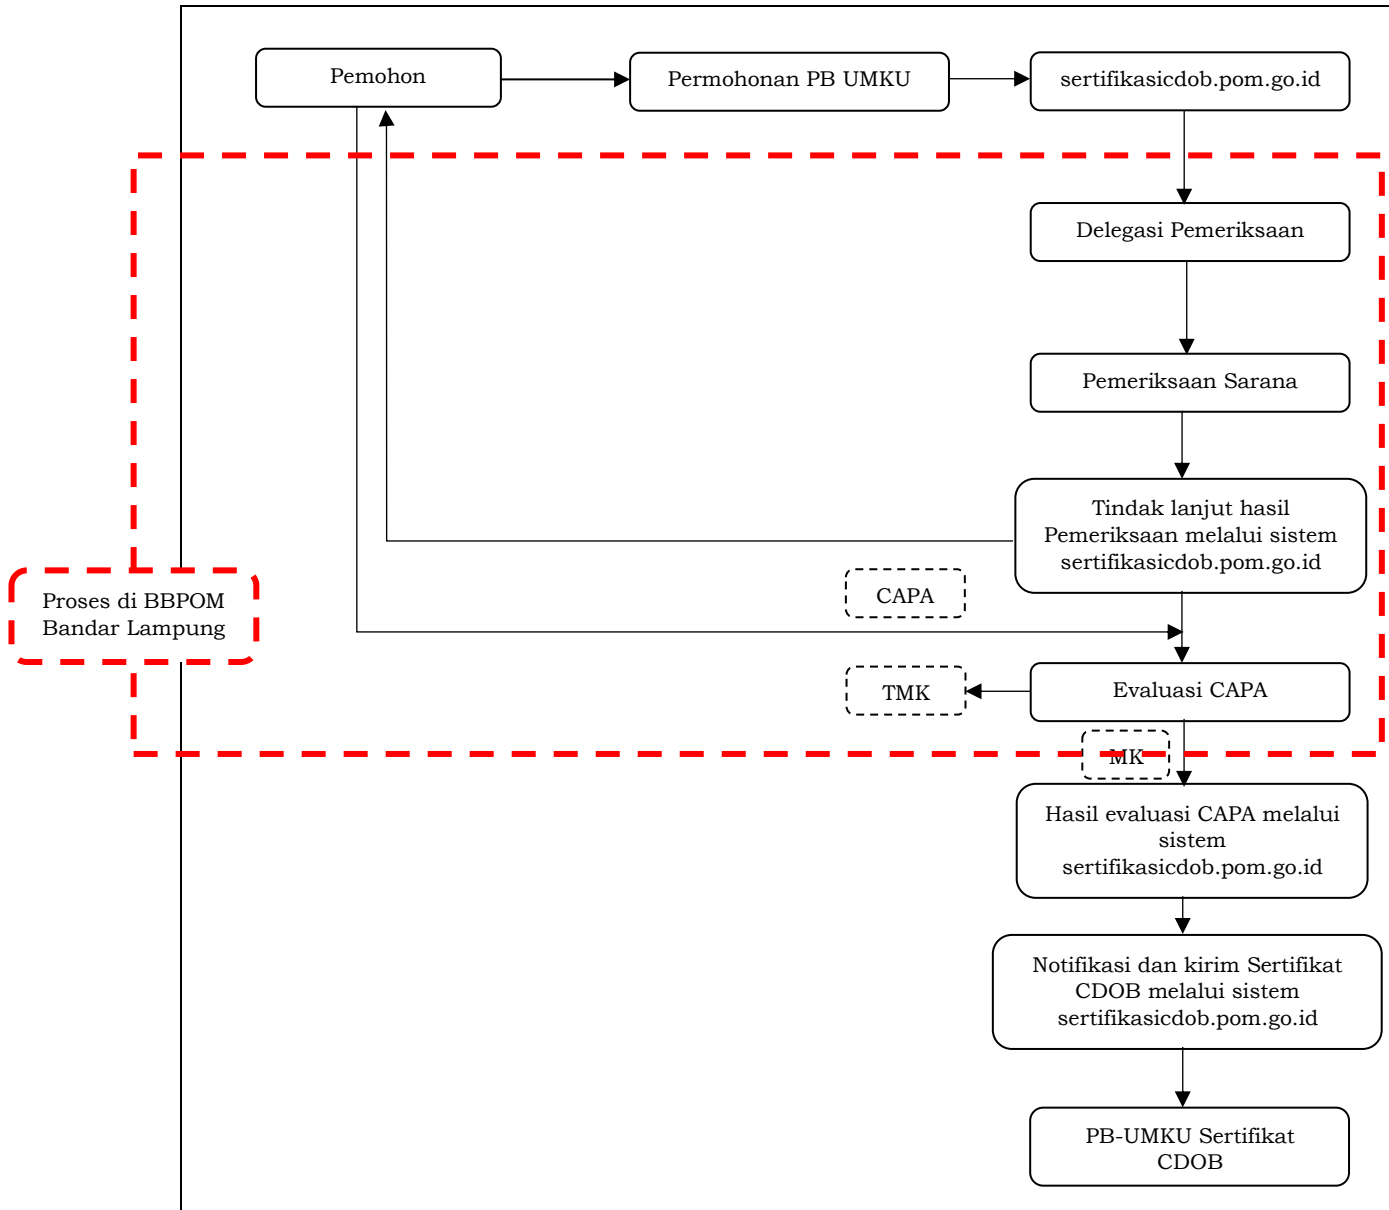 Pemohon
Permohonan PB UMKU
sertifikasicdob.pom.go.id
Delegasi Pemeriksaan
Pemeriksaan Sarana
Tindak lanjut hasil
Pemeriksaan melalui sistem
sertifikasicdob.pom.go.id
Proses di BBPOM
Bandar Lampung
CAPA
TMK
Evaluasi CAPA
MK
Hasil evaluasi CAPA melalui
sistem
sertifikasicdob.pom.go.id
Notifikasi dan kirim Sertifikat
CDOB melalui sistem
sertifikasicdob.pom.go.id
PB-UMKU Sertifikat
CDOB